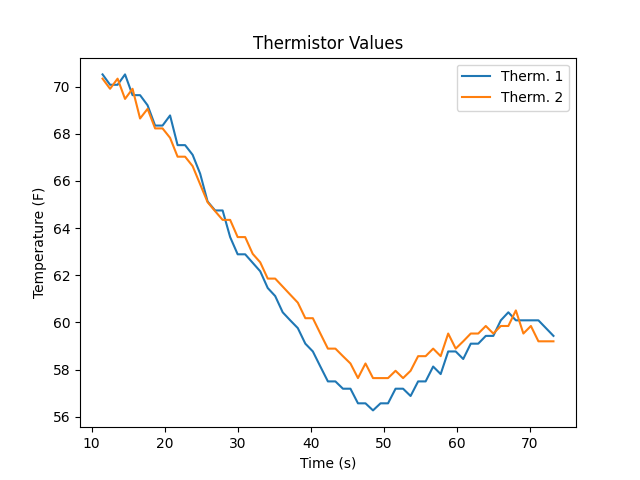 Thermistor Values
Therm. 1
Therm. 2
Temperature (F)
70
68
66
64
62
60
58
56
10 20 30 40 50 60 70
Time (s)